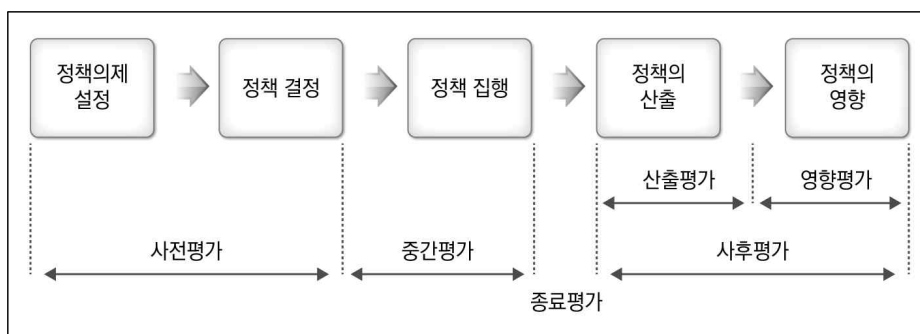 정책의제
설정
정책 결정
정책 집행
정책의
산출
정책의
영향
산출평가
영향평가
사전평가
중간평가
사후평가
종료평가